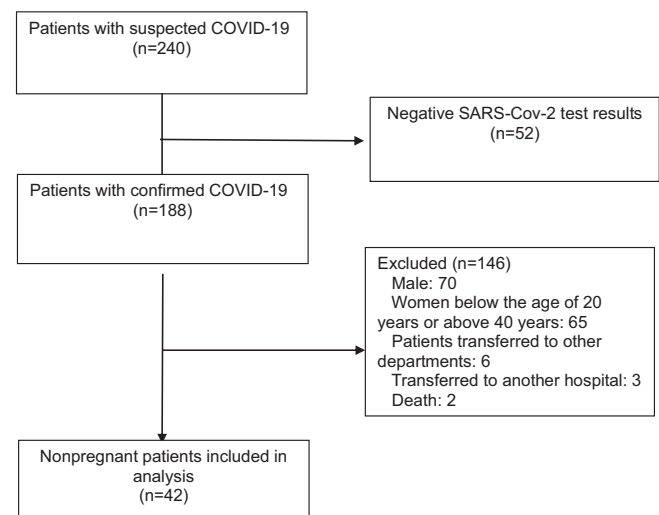 Patients with suspected COVID-19
(n=240)
Negative SARS-Cov-2 test results
(n=52)
Patients with confirmed COVID-19
(n=188)
Excluded (n=146)
Male: 70
Women below the age of 20
years or above 40 years: 65
Patients transferred to other
departments: 6
Transferred to another hospital: 3
Death: 2
Nonpregnant patients included in
analysis
(n=42)